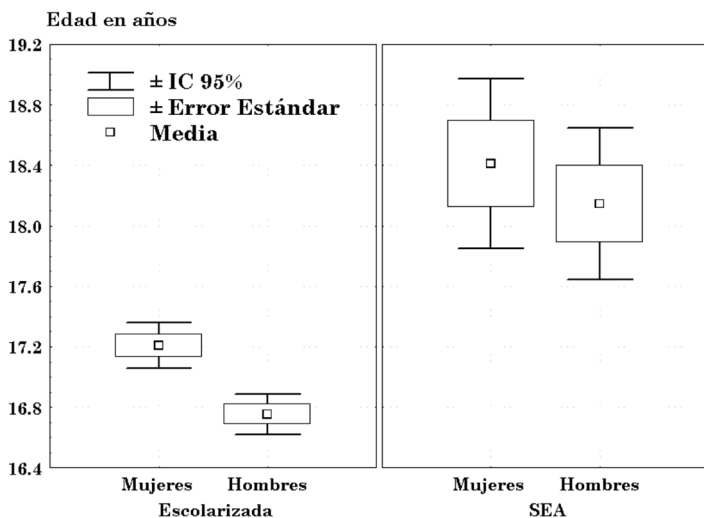 Edad en años
19.2
18.8
18.4
18.0
17.6
17.2
16.8
16.4
± IC 95%
± Error Estándar
Media
Mujeres Hombres Mujeres Hombres
Escolarizada SEA